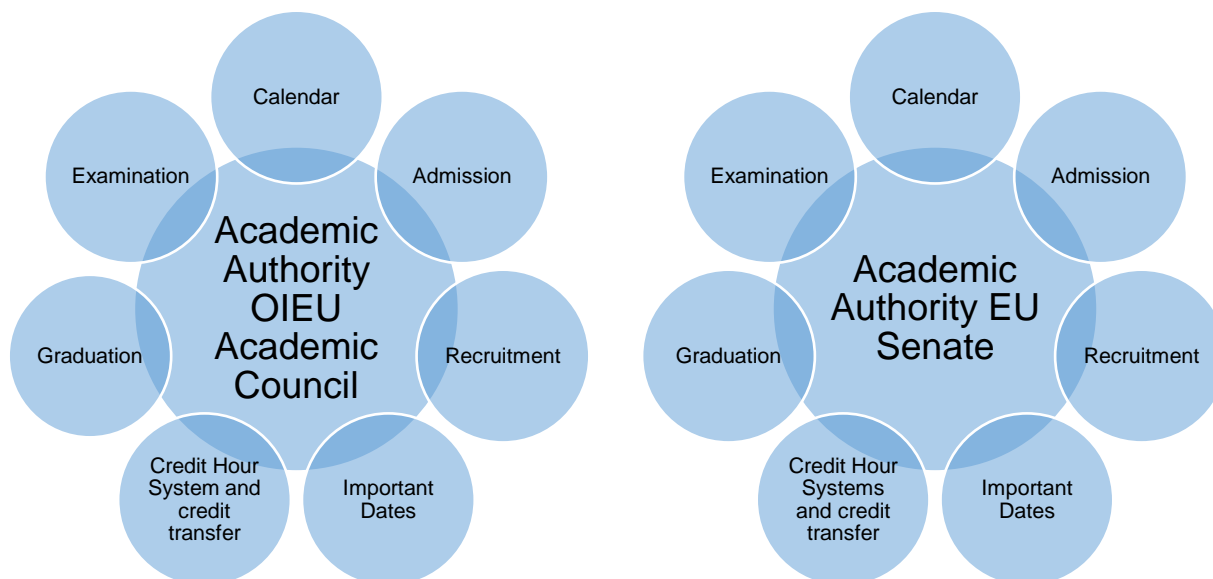 Calendar
Examination
Admission
Academic
Authority
OIEU
Academic
Council
Graduation
Recruitment
Credit Hour
System and
credit
transfer
Important
Dates
Calendar
Examination
Admission
Academic
Authority EU
Senate
Graduation
Recruitment
Credit Hour
Systems
and credit
transfer
Important
Dates